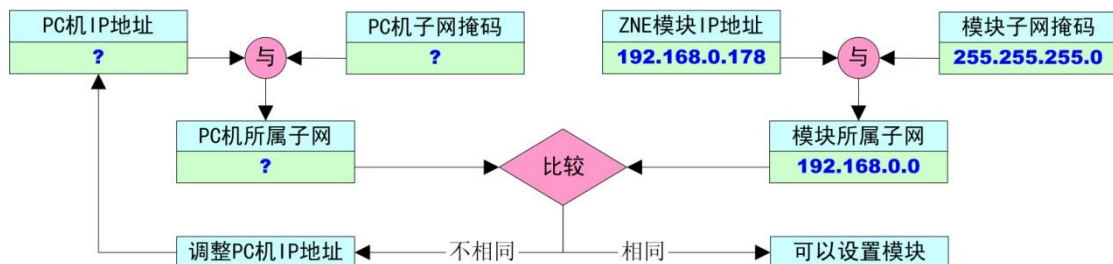 PC机IP地址
?
与
PC机子网掩码
?
ZNE模块IP地址
192.168.0.178
与
模块子网掩码
255.255.255.0
PC机所属子网
?
比较
模块所属子网
192.168.0.0
调整PC机IP地址
不相同
相同
可以设置模块